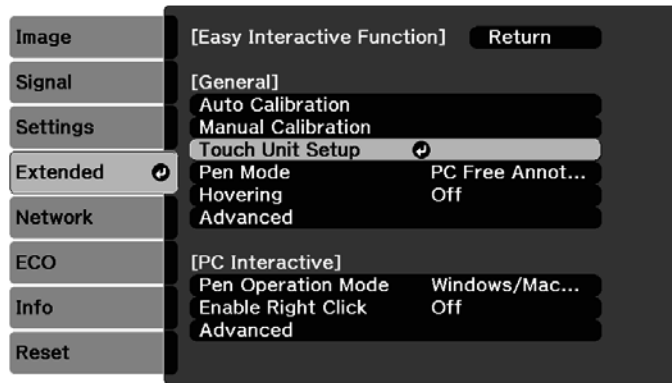 Image
Signal
Settings
Extended
Network
ECO
Info
Reset
[Easy Interactive Function] Return
[General]
Auto Calibration
Manual Calibration
Touch Unit Setup
Pen Mode PC Free Annot...
Hovering Off
Advanced
[PC Interactive]
Pen Operation Mode Windows/Mac...
Enable Right Click Off
Advanced